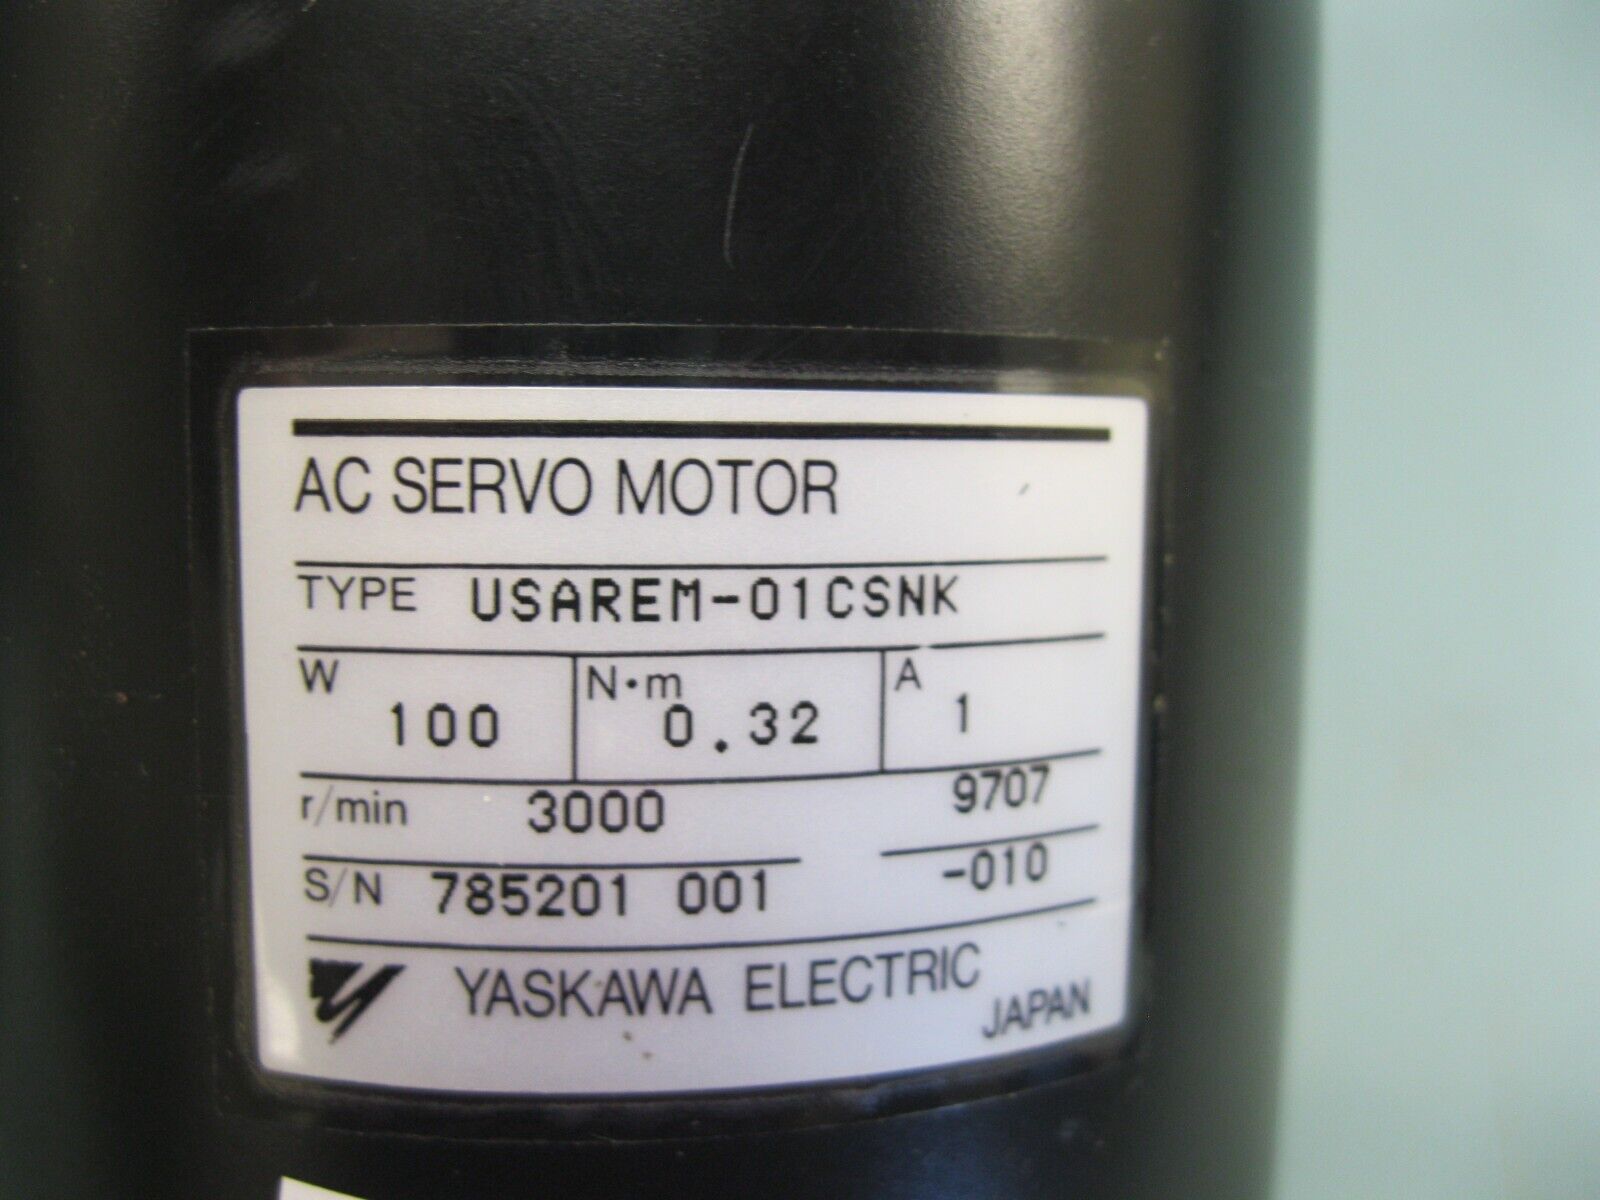 AC SERVO MOTOR
TYPE USAREM-01CSNK
W 100 N·m 0.32 A 1
r/min 3000 9707
S/N 785201 001 -010
YASKAWA ELECTRIC JAPAN